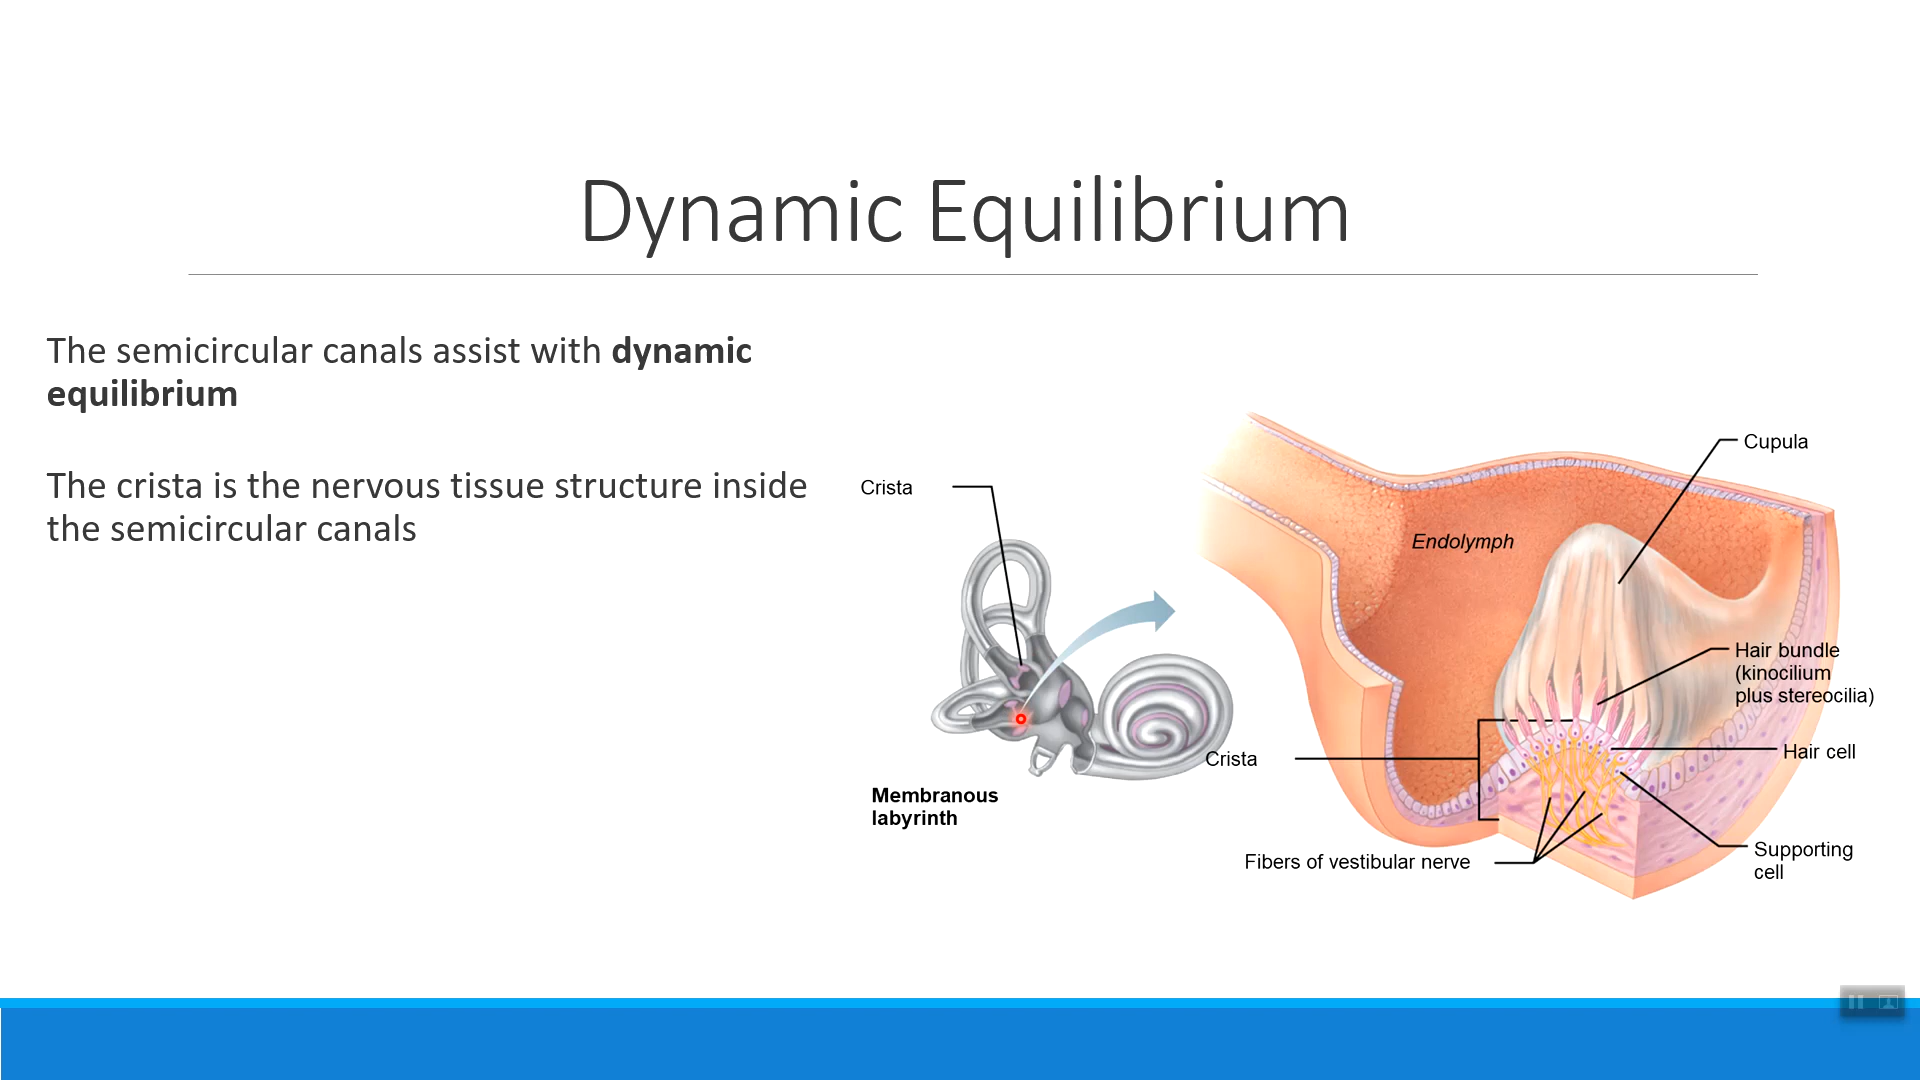 Dynamic Equilibrium
The semicircular canals assist with dynamic
equilibrium
The crista is the nervous tissue structure inside
the semicircular canals
Crista
Membranous
labyrinth
Endolymph
Cupula
Hair bundle
(kinocilium
plus stereocilia)
Hair cell
Crista
Supporting
cell
Fibers of vestibular nerve